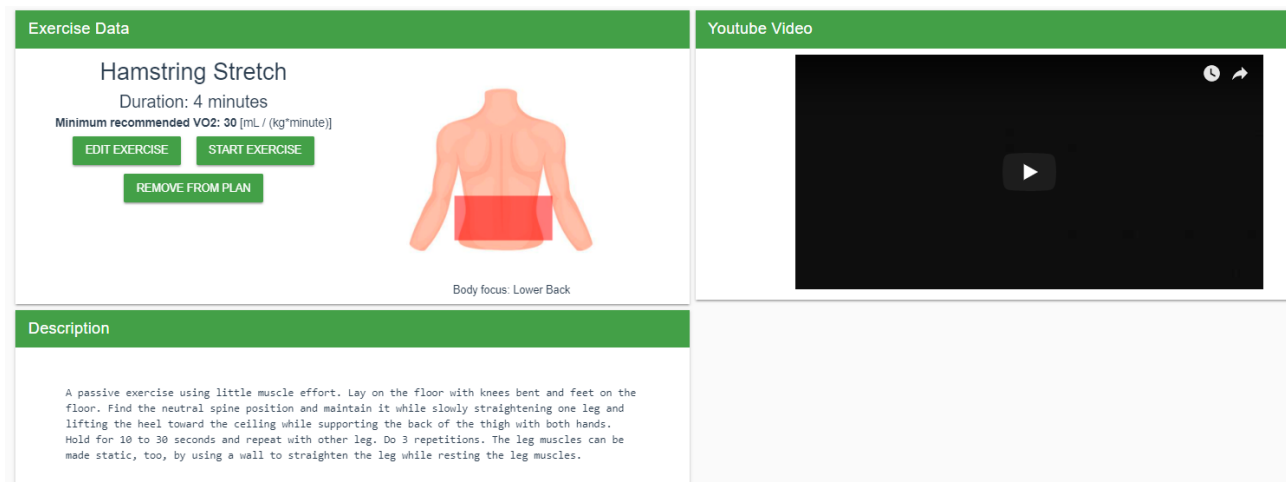 Exercise Data
Hamstring Stretch
Duration: 4 minutes
Minimum recommended VO2: 30 [mL / (kg*minute)]
EDIT EXERCISE
START EXERCISE
REMOVE FROM PLAN
Body focus: Lower Back
Youtube Video
Description
A passive exercise using little muscle effort. Lay on the floor with knees bent and feet on the
floor. Find the neutral spine position and maintain it while slowly straightening one leg and
lifting the heel toward the ceiling while supporting the back of the thigh with both hands.
Hold for 10 to 30 seconds and repeat with other leg. Do 3 repetitions. The leg muscles can be
made static, too, by using a wall to straighten the leg while resting the leg muscles.